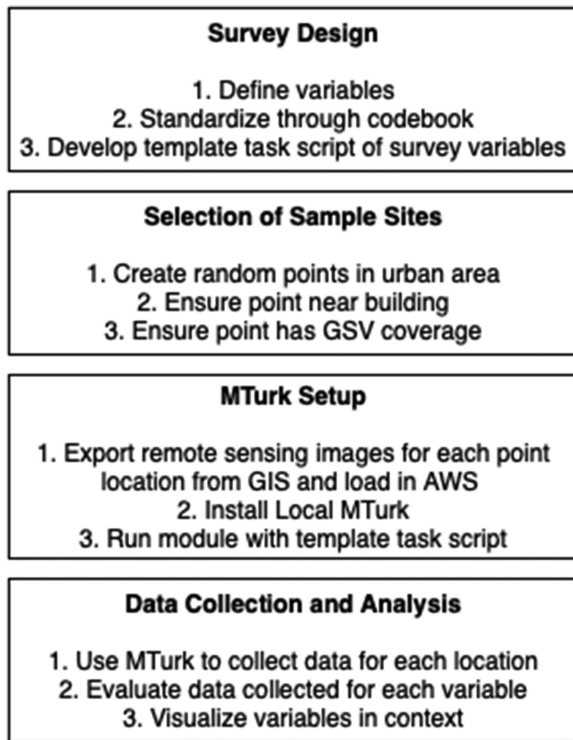 Survey Design
1. Define variables
2. Standardize through codebook
3. Develop template task script of survey variables
Selection of Sample Sites
1. Create random points in urban area
2. Ensure point near building
3. Ensure point has GSV coverage
MTurk Setup
1. Export remote sensing images for each point
location from GIS and load in AWS
2. Install Local MTurk
3. Run module with template task script
Data Collection and Analysis
1. Use MTurk to collect data for each location
2. Evaluate data collected for each variable
3. Visualize variables in context